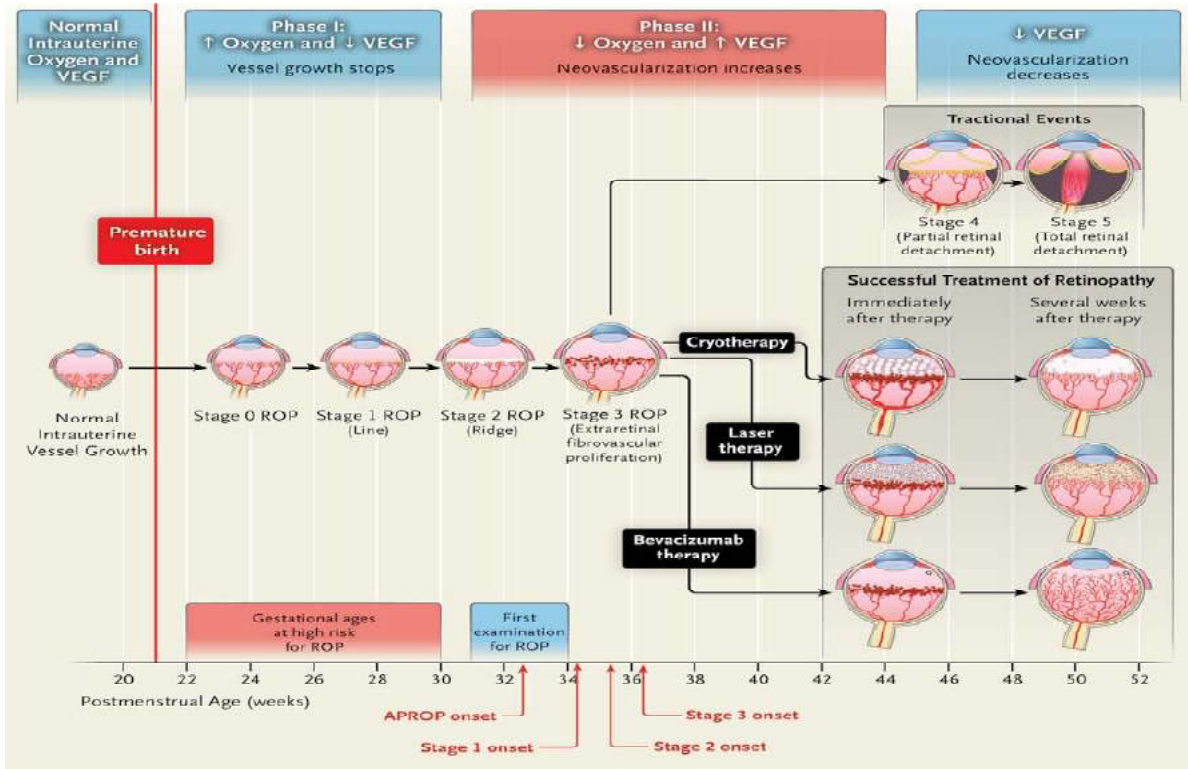 Normal
Intrauterine
Oxygen and
VEGF
Phase I:
↑ Oxygen and ↓ VEGF
Vessel growth stops
Phase II:
↓ Oxygen and ↑ VEGF
Neovascularization increases
↓ VEGF
Neovascularization
decreases
Tractional Events
Stage 4
(Partial retinal
detachment)
Stage 5
(Total retinal
detachment)
Premature
birth
Successful Treatment of Retinopathy
Immediately
after therapy
Several weeks
after therapy
Normal
Intrauterine
Vessel Growth
Stage 0 ROP
Stage 1 ROP
(Line)
Stage 2 ROP
(Ridge)
Stage 3 ROP
(Extraretinal
fibrovascular
proliferation)
Cryotherapy
Laser
therapy
Bevacizumab
therapy
Gestational ages
at high risk
for ROP
First
examination
for ROP
20 22 24 26 28 30 32 34 36 38 40 42 44 46 48 50 52
Postmenstrual Age (weeks)
APROP onset
Stage 3 onset
Stage 1 onset
Stage 2 onset